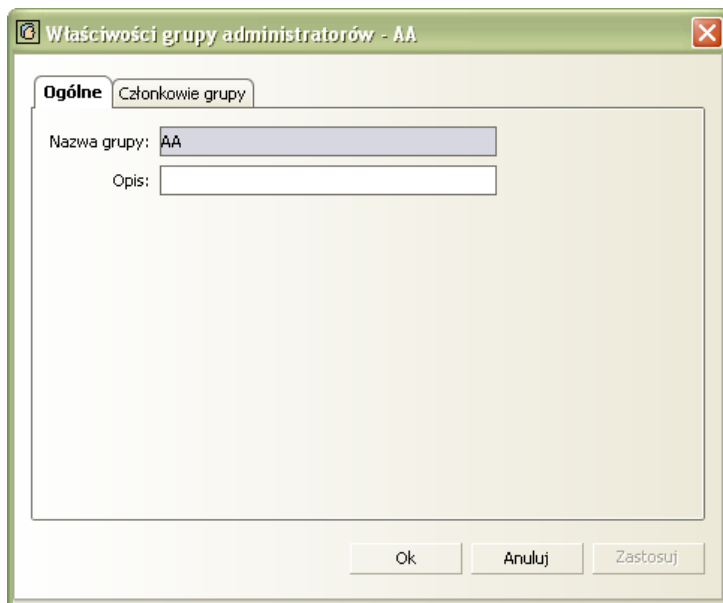 Właściwości grupy administratorów - AA
Ogólne Członkowie grupy
Nazwa grupy: AA
Opis:
Ok Anuluj Zastosuj